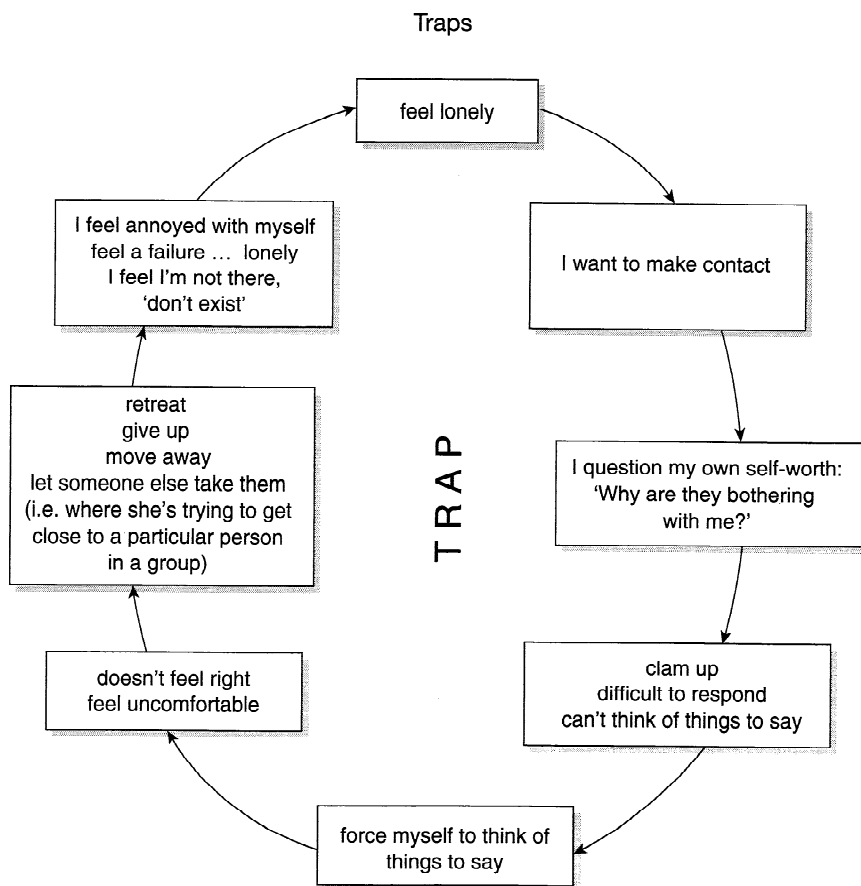 Traps
feel lonely
I want to make contact
I question my own self-worth:
‘Why are they bothering
with me?’
clam up
difficult to respond
can’t think of things to say
force myself to think of
things to say
doesn’t feel right
feel uncomfortable
retreat
give up
move away
let someone else take them
(i.e. where she’s trying to get
close to a particular person
in a group)
I feel annoyed with myself
feel a failure ... lonely
I feel I’m not there,
‘don’t exist’
TRAP